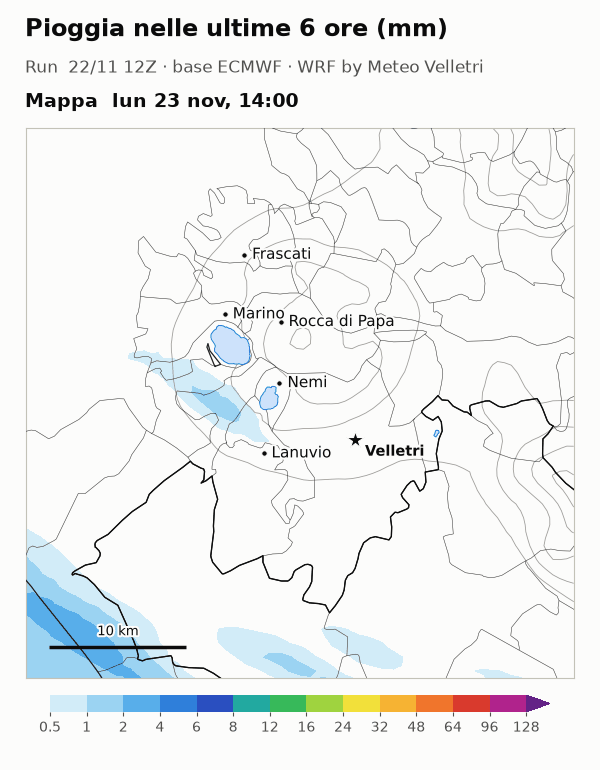 Pioggia nelle ultime 6 ore (mm)
Run  22/11 12Z · base ECMWF · WRF by Meteo Velletri
Mappa  lun 23 nov, 14:00
Frascati
Marino
Rocca di Papa
Nemi
Velletri
Lanuvio
10 km
0.5 1 2 4 6 8 12 16 24 32 48 64 96 128